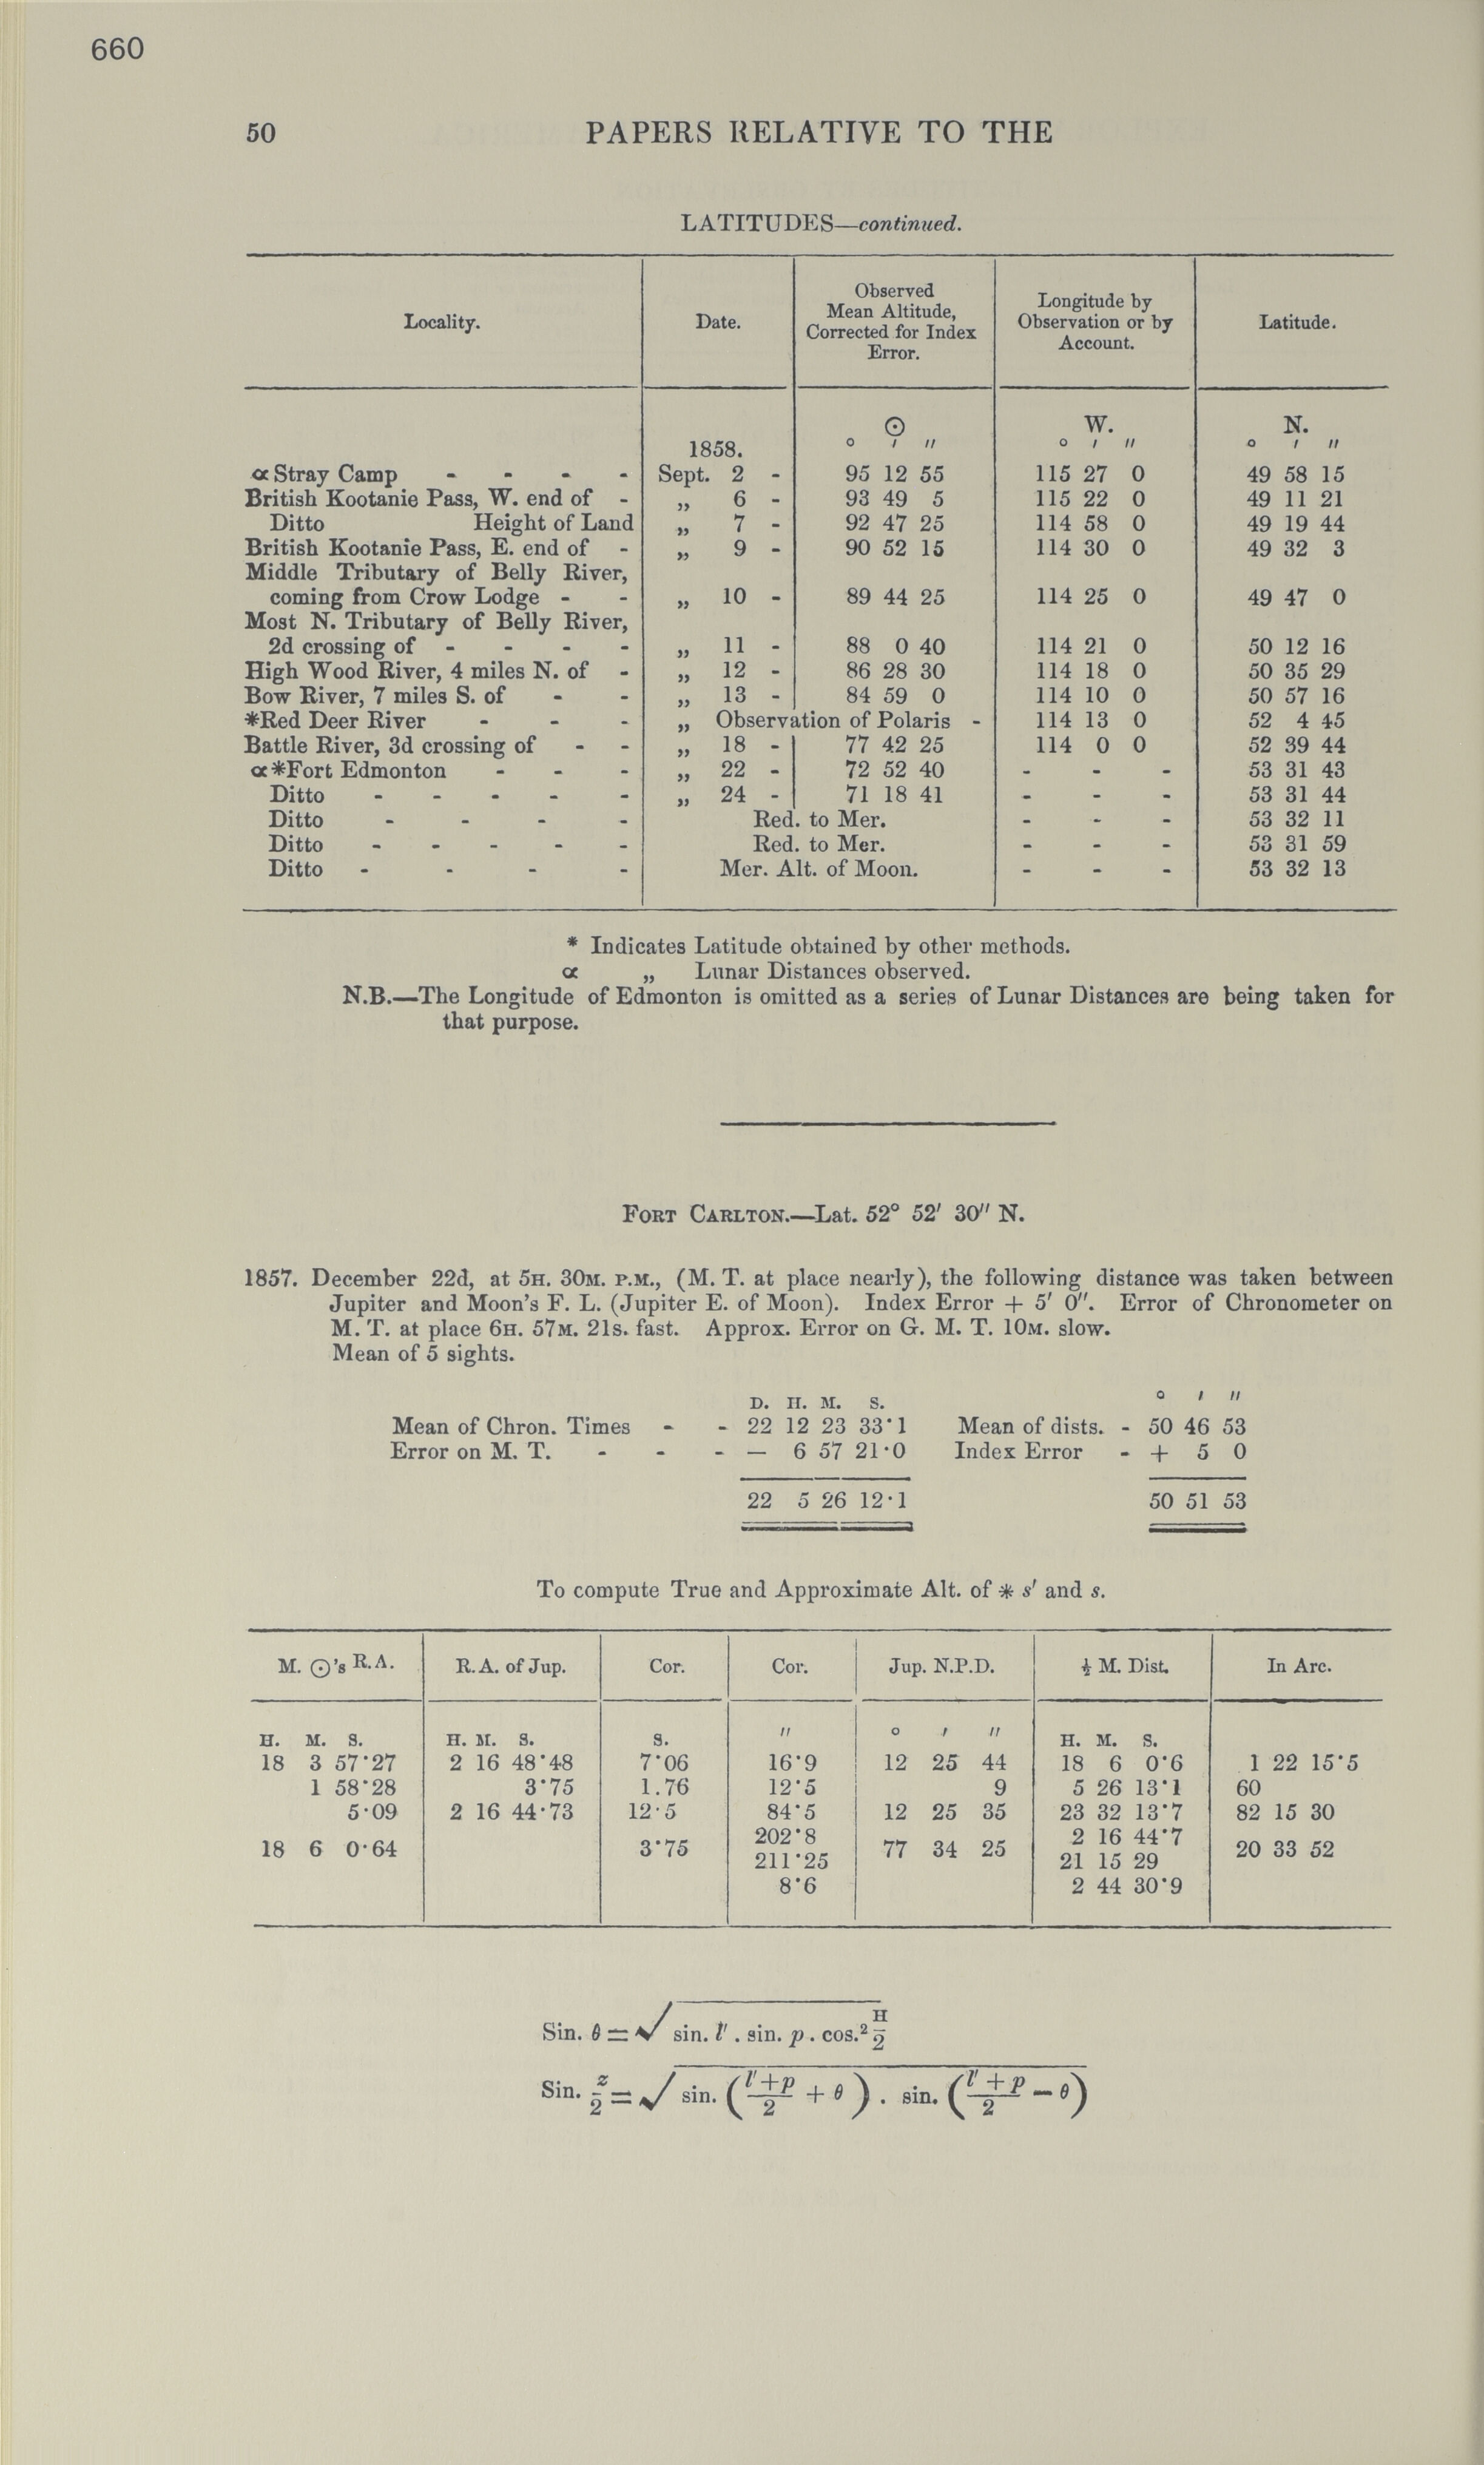 660
50 PAPERS RELATIVE TO THE
LATITUDES—continued.
Locality. Date. Observed Mean Altitude, Corrected for Index Error. Longitude by Observation or by Account. Latitude.
1858. ☉ ° ′ ″ W. ° ′ ″ N. ° ′ ″
α Stray Camp - - - - Sept. 2 - 95 12 55 115 27 0 49 58 15
British Kootanie Pass, W. end of - „ 6 - 93 49 5 115 22 0 49 11 21
Ditto Height of Land „ 7 - 92 47 25 114 58 0 49 19 44
British Kootanie Pass, E. end of - „ 9 - 90 52 15 114 30 0 49 32 3
Middle Tributary of Belly River,
coming from Crow Lodge - - „ 10 - 89 44 25 114 25 0 49 47 0
Most N. Tributary of Belly River,
2d crossing of - - - - „ 11 - 88 0 40 114 21 0 50 12 16
High Wood River, 4 miles N. of - „ 12 - 86 28 30 114 18 0 50 35 29
Bow River, 7 miles S. of - - „ 13 - 84 59 0 114 10 0 50 57 16
*Red Deer River - - - „ Observation of Polaris - 114 13 0 52 4 45
Battle River, 3d crossing of - - „ 18 - 77 42 25 114 0 0 52 39 44
α *Fort Edmonton - - - „ 22 - 72 52 40 - - - 53 31 43
Ditto - - - - - „ 24 - 71 18 41 - - - 53 31 44
Ditto - - - - Red. to Mer. - - - 53 32 11
Ditto - - - - - Red. to Mer. - - - 53 31 59
Ditto - - - - Mer. Alt. of Moon. - - - 53 32 13
* Indicates Latitude obtained by other methods.
α „ Lunar Distances observed.
N.B.—The Longitude of Edmonton is omitted as a series of Lunar Distances are being taken for
that purpose.
FORT CARLTON.—Lat. 52° 52′ 30″ N.
1857. December 22d, at 5H. 30M. P.M., (M. T. at place nearly), the following distance was taken between
Jupiter and Moon's F. L. (Jupiter E. of Moon). Index Error + 5′ 0″. Error of Chronometer on
M. T. at place 6H. 57M. 21s. fast. Approx. Error on G. M. T. 10M. slow.
Mean of 5 sights.
D. H. M. S. ° ′ ″
Mean of Chron. Times - - 22 12 23 33·1 Mean of dists. - 50 46 53
Error on M. T. - - - — 6 57 21·0 Index Error - + 5 0
22 5 26 12·1 50 51 53
To compute True and Approximate Alt. of * s′ and s.
M. ☉'s R.A. R.A. of Jup. Cor. Cor. Jup. N.P.D. ½ M. Dist. In Arc.
H. M. S. H. M. S. S. ″ ° ′ ″ H. M. S.
18 3 57·27 2 16 48·48 7·06 16·9 12 25 44 18 6 0·6 1 22 15·5
1 58·28 3·75 1.76 12·5 9 5 26 13·1 60
5·09 2 16 44·73 12·5 84·5 12 25 35 23 32 13·7 82 15 30
202·8 2 16 44·7
18 6 0·64 3·75 211·25 77 34 25 21 15 29 20 33 52
8·6 2 44 30·9
Sin. θ = √ sin. l′ . sin. p . cos.² H/2
Sin. z/2 = √ sin. (l′+p/2 + θ) . sin. (l′+p/2 — θ)